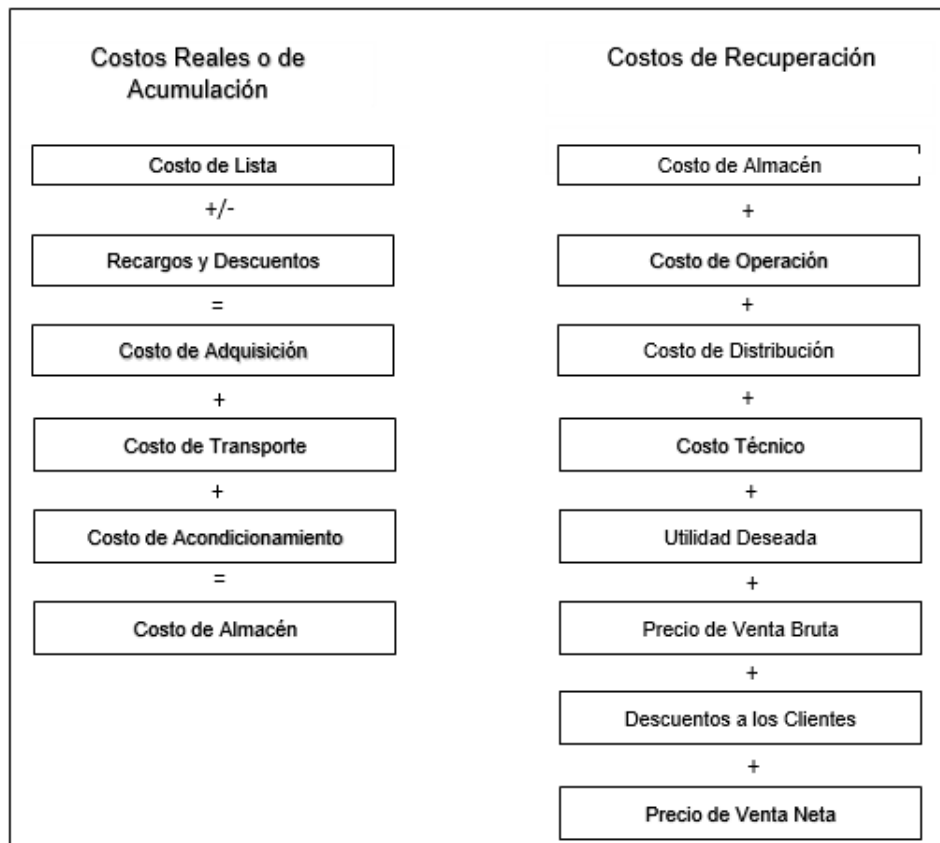 Costos Reales o de
Acumulación
Costo de Lista
+/-
Recargos y Descuentos
=
Costo de Adquisición
+
Costo de Transporte
+
Costo de Acondicionamiento
=
Costo de Almacén
Costos de Recuperación
Costo de Almacén
+
Costo de Operación
+
Costo de Distribución
+
Costo Técnico
+
Utilidad Deseada
+
Precio de Venta Bruta
+
Descuentos a los Clientes
+
Precio de Venta Neta